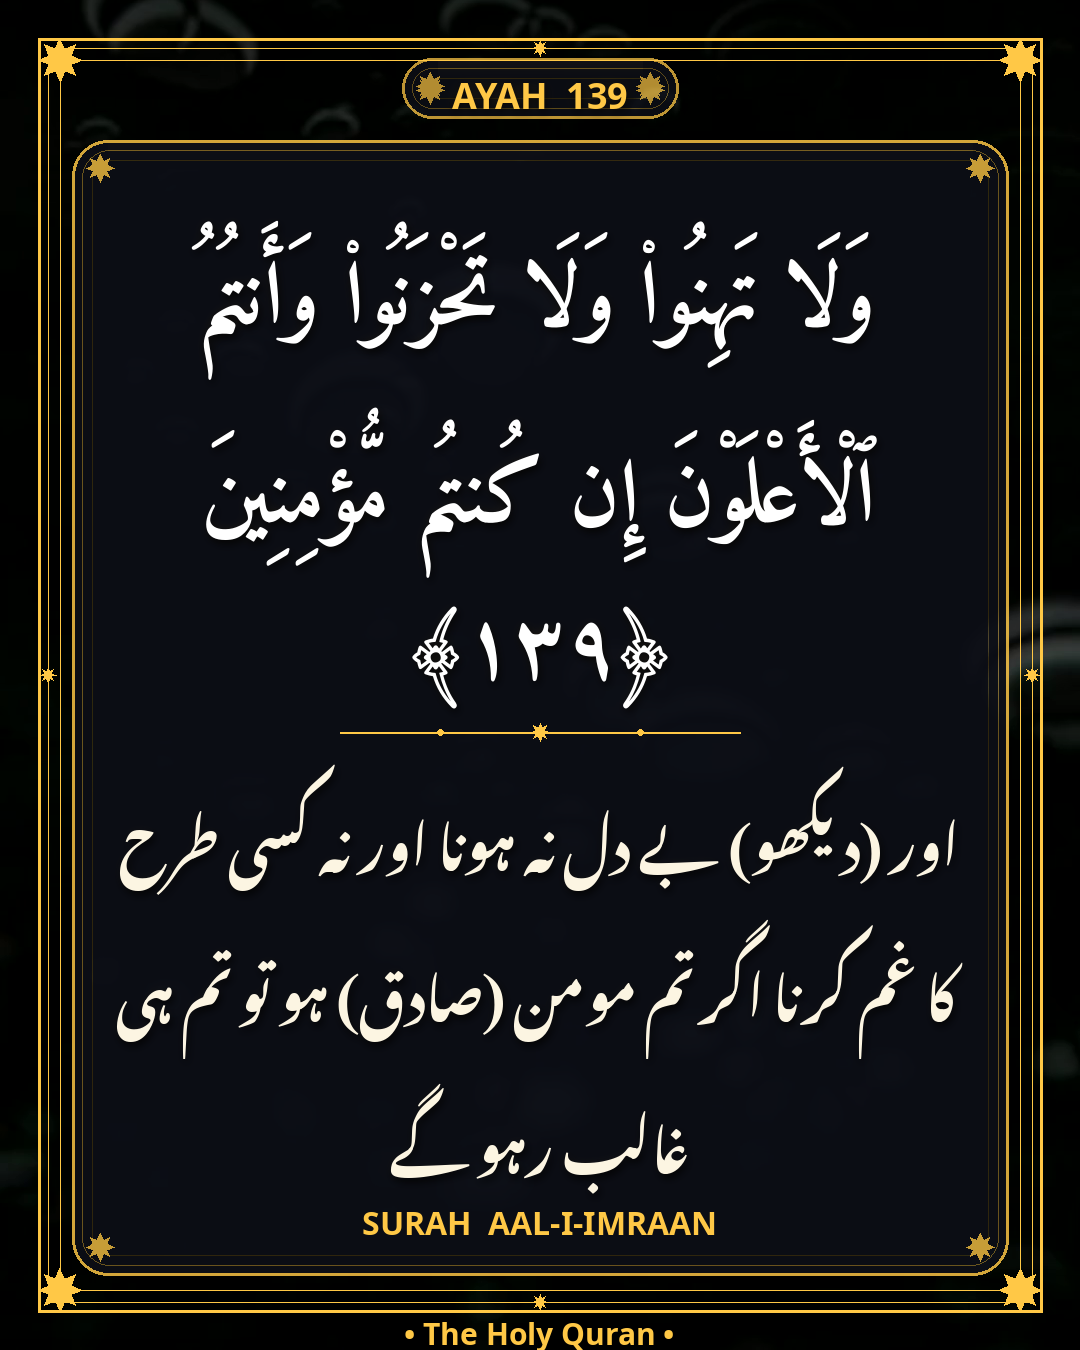 AYAH 139
وَلَا تَهِنُوا۟ وَلَا تَحْزَنُوا۟ وَأَنتُمُ
ٱلْأَعْلَوْنَ إِن كُنتُم مُّؤْمِنِينَ
﴿١٣٩﴾
اور (دیکھو) بے دل نہ ہونا اور نہ کسی طرح
کا غم کرنا اگر تم مومن (صادق) ہو تو تم ہی
غالب رہو گے
SURAH AAL-I-IMRAAN
• The Holy Quran •